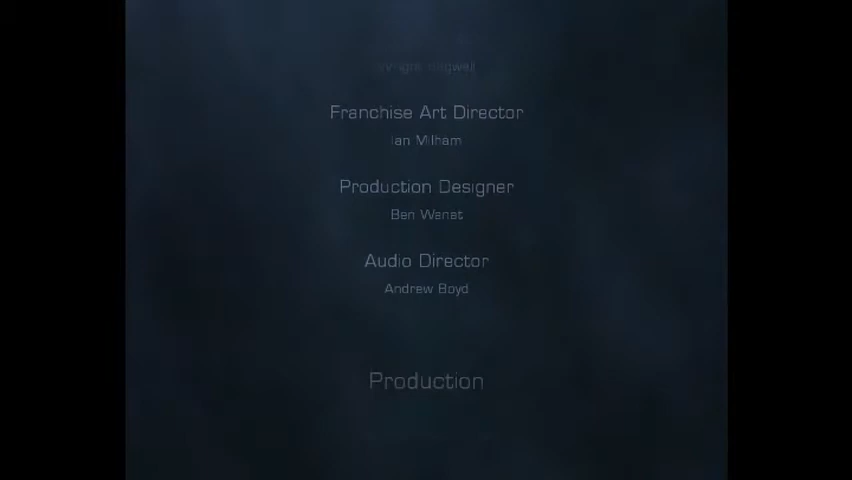 Franchise Art Director
Ian Milham
Production Designer
Ben Wanat
Audio Director
Andrew Boyd
Production